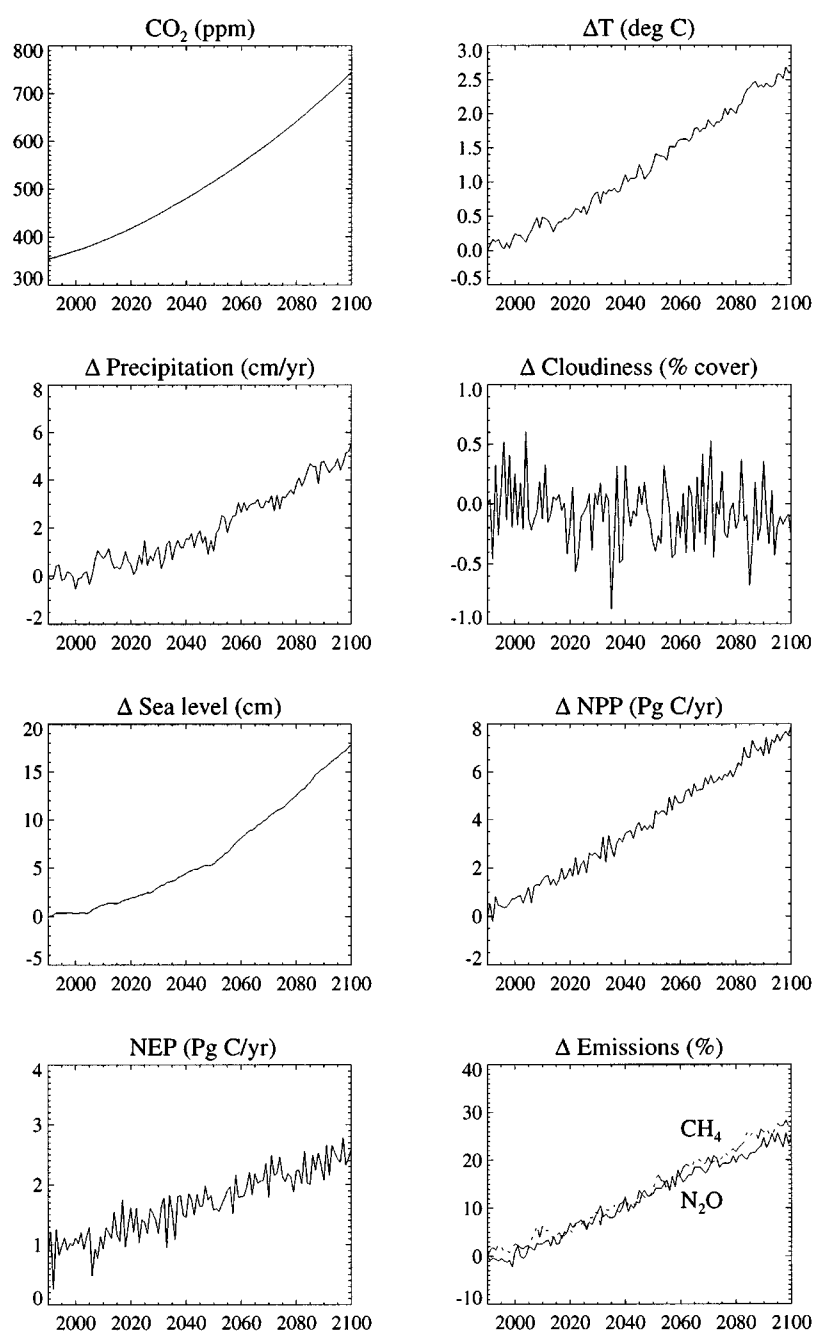 CO₂ (ppm)
800
700
600
500
400
300
2000 2020 2040 2060 2080 2100
ΔT (deg C)
3.0
2.5
2.0
1.5
1.0
0.5
0.0
-0.5
2000 2020 2040 2060 2080 2100
Δ Precipitation (cm/yr)
8
6
4
2
0
-2
2000 2020 2040 2060 2080 2100
Δ Cloudiness (% cover)
1.0
0.5
0.0
-0.5
-1.0
2000 2020 2040 2060 2080 2100
Δ Sea level (cm)
20
15
10
5
0
-5
2000 2020 2040 2060 2080 2100
Δ NPP (Pg C/yr)
8
6
4
2
0
-2
2000 2020 2040 2060 2080 2100
NEP (Pg C/yr)
4
3
2
1
0
2000 2020 2040 2060 2080 2100
Δ Emissions (%)
40
30
20
10
0
-10
CH₄
N₂O
2000 2020 2040 2060 2080 2100